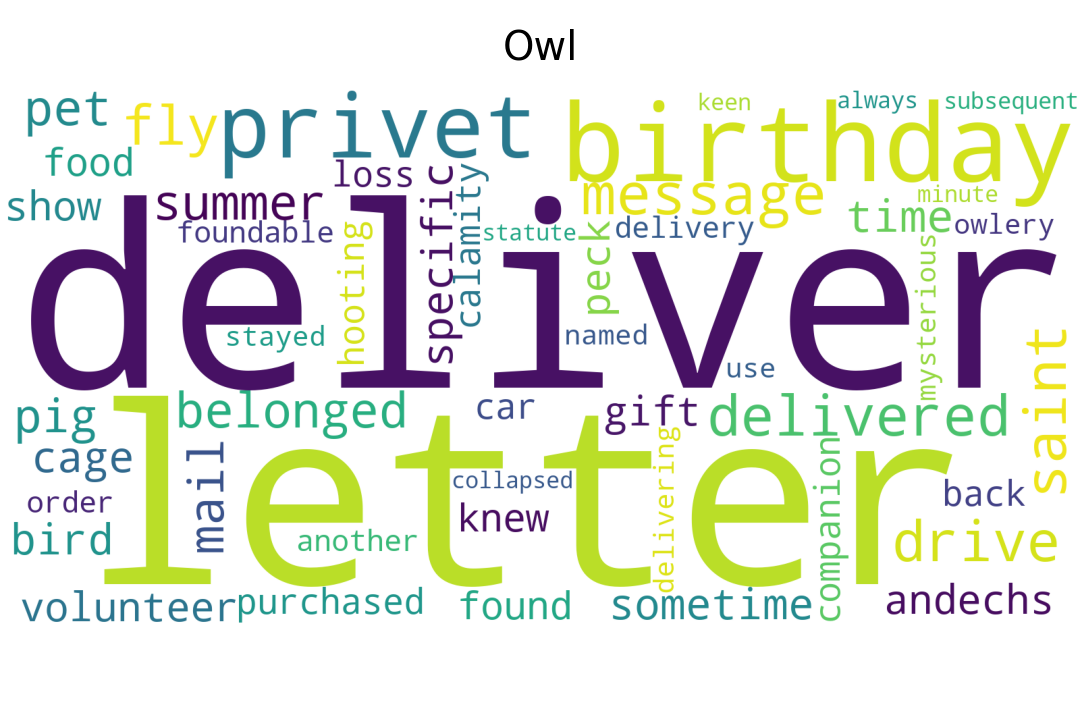 Owl
pet
fly
privet
birthday
keen
always
subsequent
food
loss
message
minute
show
summer
foundable
hooting
specific
calamity
statute
peck
delivery
time
owlery
deliver
stayed
named
use
mysterious
saint
pig
belonged
car
gift
delivered
letter
cage
mail
collapsed
delivering
companion
back
order
knew
bird
another
drive
volunteer
purchased
found
sometime
andechs